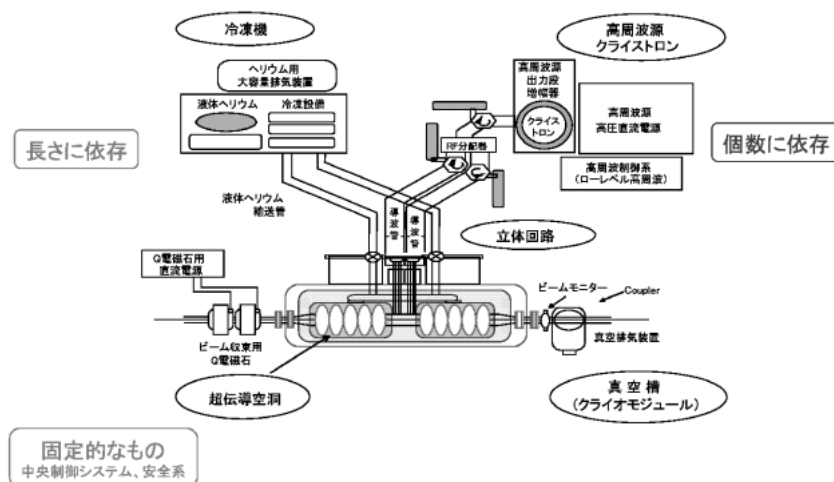 冷凍機
高周波源
クライストロン
ヘリウム用
大容量排気装置
液体ヘリウム
冷凍設備
高周波源
出力段
増幅器
クライ
ストロン
高周波源
高圧直流電源
RF分配器
長さに依存
個数に依存
高周波制御系
(ローレベル高周波)
液体ヘリウム
輸送管
導波管
導波管
立体回路
Q電磁石用
直流電源
ビームモニター
Coupler
ビーム収束用
Q電磁石
真空排気装置
超伝導空洞
真空槽
(クライオモジュール)
固定的なもの
中央制御システム、安全系